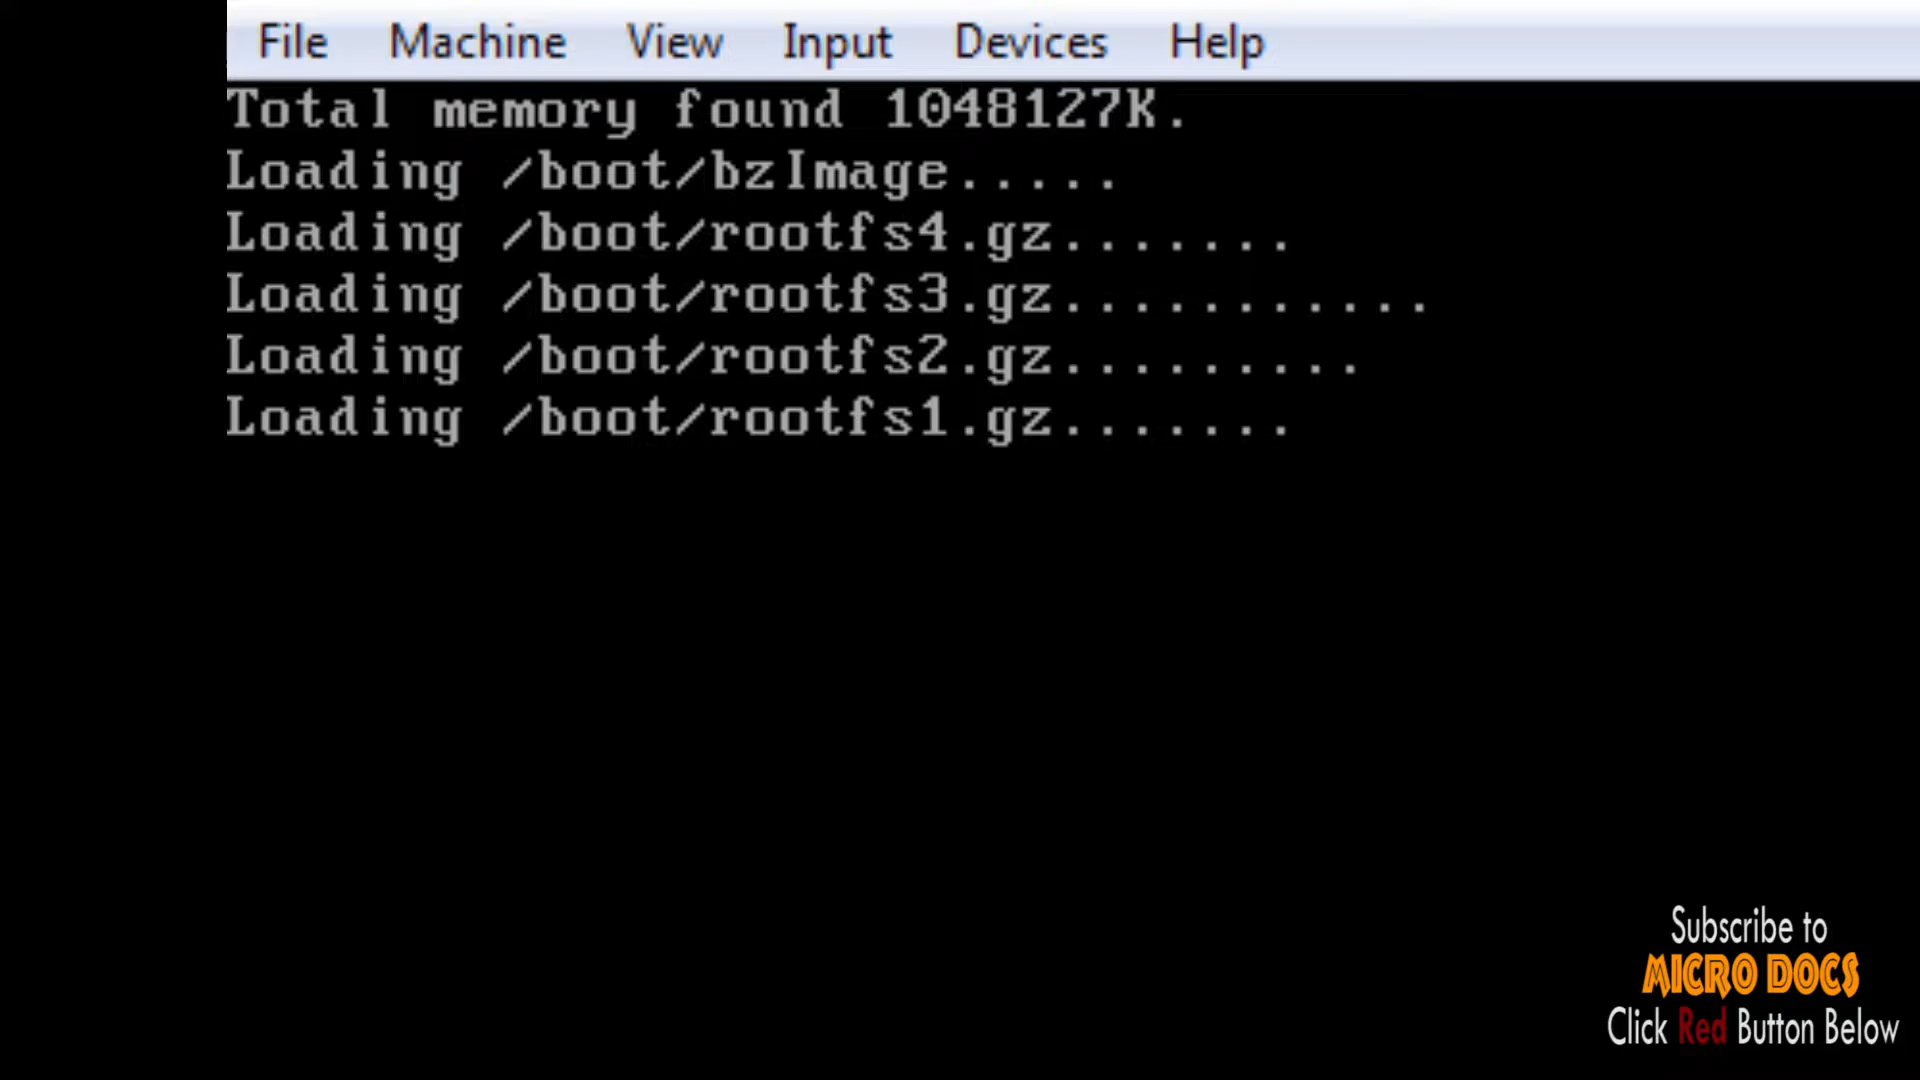 File Machine View Input Devices Help
Total memory found 1048127K.
Loading /boot/bzImage.....
Loading /boot/rootfs4.gz.......
Loading /boot/rootfs3.gz...........
Loading /boot/rootfs2.gz.........
Loading /boot/rootfs1.gz.......
Subscribe to
MICRO DOCS
Click Red Button Below